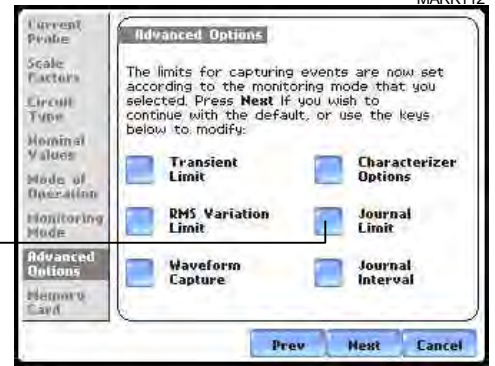 MARK112
Current
Probe
Scale
Factors
Circuit
Type
Nominal
Values
Mode of
Operation
Monitoring
Mode
Advanced
Options
Memory
Card
Advanced Options
The limits for capturing events are now set
according to the monitoring mode that you
selected. Press Next if you wish to
continue with the default, or use the keys
below to modify:
Transient
Limit
Characterizer
Options
RMS Variation
Limit
Journal
Limit
Waveform
Capture
Journal
Interval
Prev
Next
Cancel